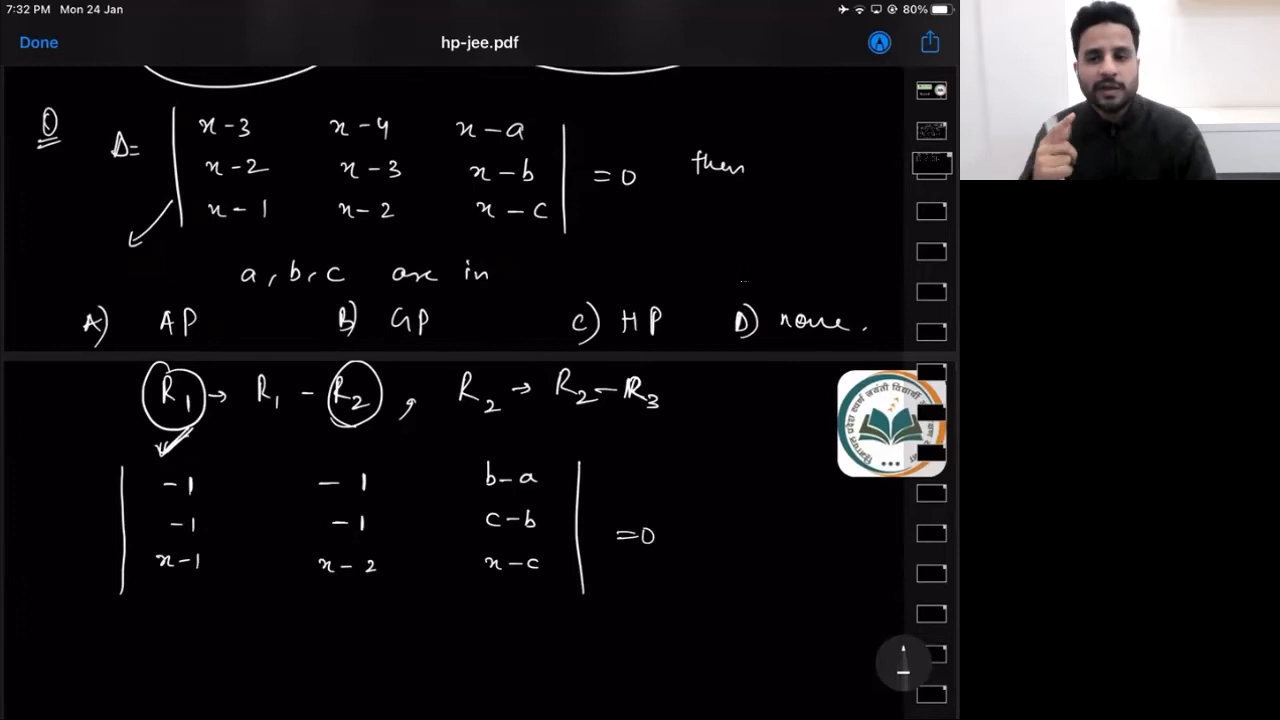 7:32 PM Mon 24 Jan
80%
Done
hp-jee.pdf
Q
Δ= | x-3 x-4 x-a |
| x-2 x-3 x-b | =0 then
| x-1 x-2 x-c |
a, b, c are in
A) AP B) GP C) HP D) none.
R1 → R1 - R2 , R2 → R2 - R3
| -1 -1 b-a |
| -1 -1 c-b | =0
| x-1 x-2 x-c |